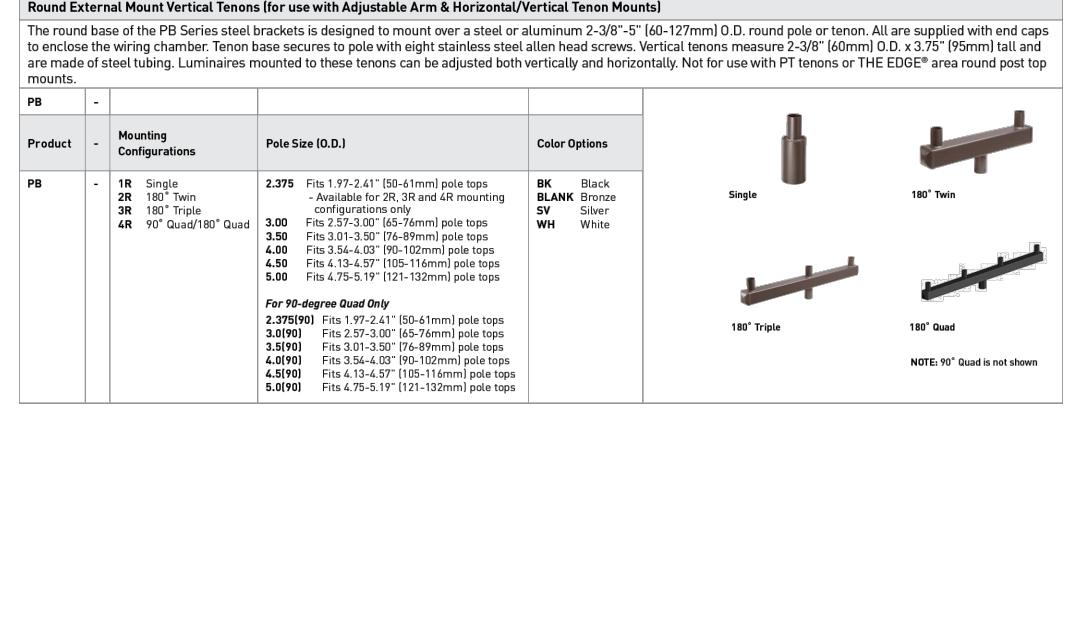 Round External Mount Vertical Tenons (for use with Adjustable Arm & Horizontal/Vertical Tenon Mounts)
The round base of the PB Series steel brackets is designed to mount over a steel or aluminum 2-3/8"-5" (60-127mm) O.D. round pole or tenon. All are supplied with end caps
to enclose the wiring chamber. Tenon base secures to pole with eight stainless steel allen head screws. Vertical tenons measure 2-3/8" (60mm) O.D. x 3.75" (95mm) tall and
are made of steel tubing. Luminaires mounted to these tenons can be adjusted both vertically and horizontally. Not for use with PT tenons or THE EDGE® area round post top
mounts.
PB -
Product - Mounting Configurations Pole Size (O.D.) Color Options
PB -
1R Single
2R 180˚ Twin
3R 180˚ Triple
4R 90˚ Quad/180˚ Quad
2.375 Fits 1.97-2.41" (50-61mm) pole tops
- Available for 2R, 3R and 4R mounting
configurations only
3.00 Fits 2.57-3.00" (65-76mm) pole tops
3.50 Fits 3.01-3.50" (76-89mm) pole tops
4.00 Fits 3.54-4.03" (90-102mm) pole tops
4.50 Fits 4.13-4.57" (105-116mm) pole tops
5.00 Fits 4.75-5.19" (121-132mm) pole tops
For 90-degree Quad Only
2.375(90) Fits 1.97-2.41" (50-61mm) pole tops
3.0(90) Fits 2.57-3.00" (65-76mm) pole tops
3.5(90) Fits 3.01-3.50" (76-89mm) pole tops
4.0(90) Fits 3.54-4.03" (90-102mm) pole tops
4.5(90) Fits 4.13-4.57" (105-116mm) pole tops
5.0(90) Fits 4.75-5.19" (121-132mm) pole tops
BK Black
BLANK Bronze
SV Silver
WH White
Single
180˚ Twin
180˚ Triple
180˚ Quad
NOTE: 90˚ Quad is not shown